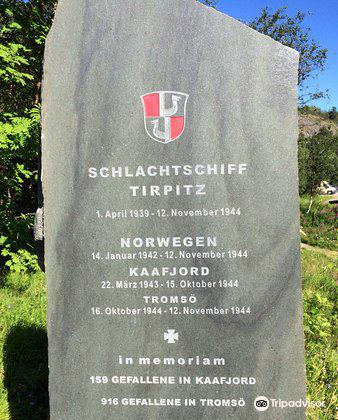 SCHLACHTSCHIFF
TIRPITZ
1. April 1939 - 12. November 1944
NORWEGEN
14. Januar 1942 - 12. November 1944
KAAFJORD
22. März 1943 - 15. Oktober 1944
TROMSÖ
16. Oktober 1944 - 12. November 1944
in memoriam
159 GEFALLENE IN KAAFJORD
916 GEFALLENE IN TROMSÖ
Tripadvisor